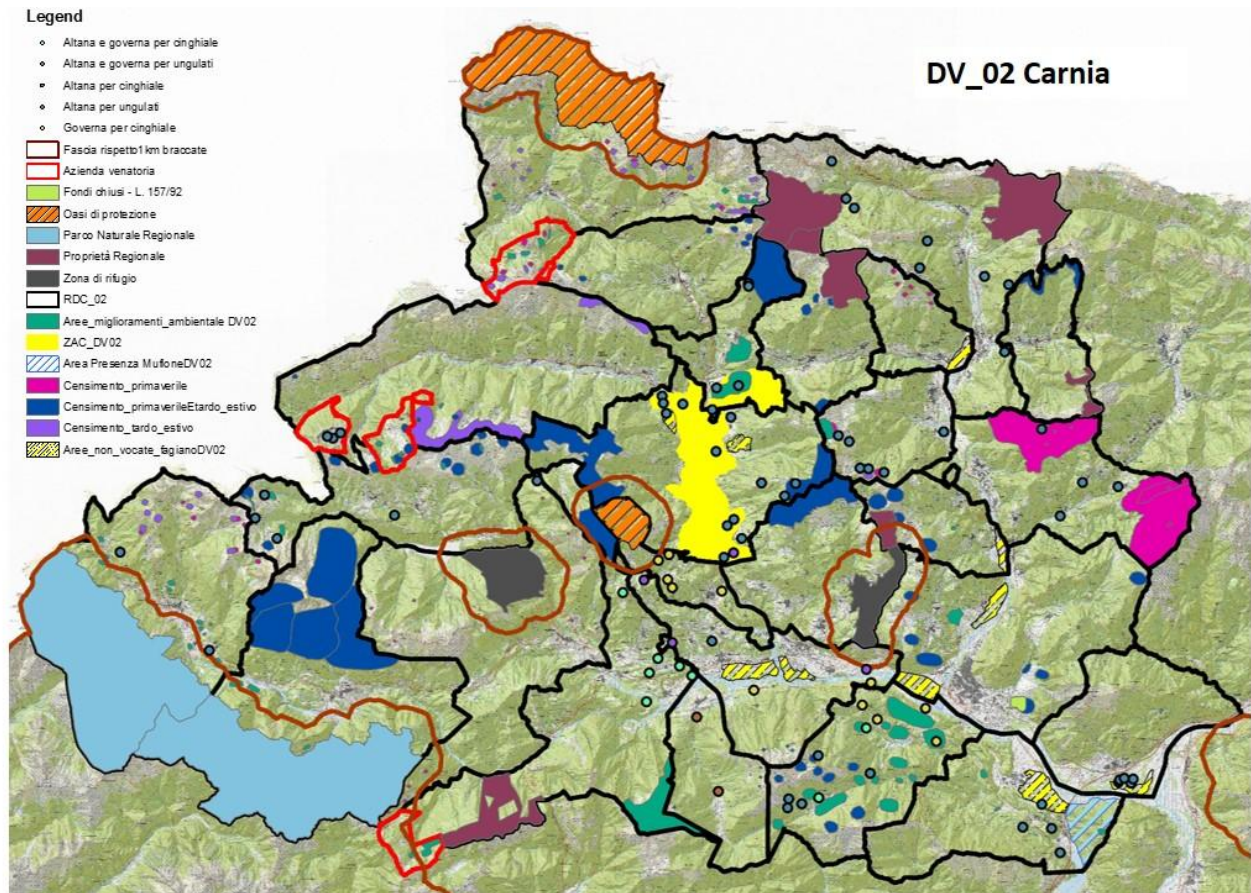 Legend
DV_02 Carnia
Altana e governa per cinghiale
Altana e governa per ungulati
Altana per cinghiale
Altana per ungulati
Governa per cinghiale
Fascia rispetto1km braccate
Azienda venatoria
Fondi chiusi - L. 157/92
Oasi di protezione
Parco Naturale Regionale
Proprietà Regionale
Zona di rifugio
RDC_02
Aree_miglioramenti_ambientale DV02
ZAC_DV02
Area Presenza MufloneDV02
Censimento_primaverile
Censimento_primaverileEtardo_estivo
Censimento_tardo_estivo
Aree_non_vocate_fagianoDV02